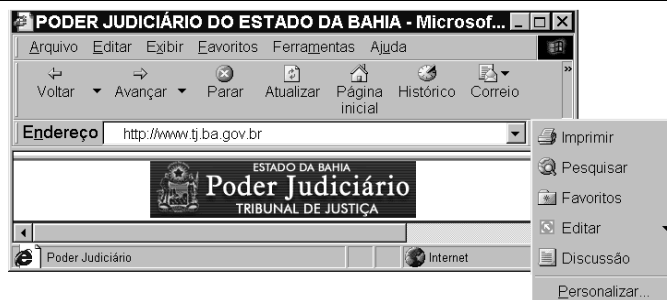 PODER JUDICIÁRIO DO ESTADO DA BAHIA - Microsof...
Arquivo Editar Exibir Favoritos Ferramentas Ajuda
Voltar Avançar Parar Atualizar Página inicial Histórico Correio »
Endereço http://www.tj.ba.gov.br
ESTADO DA BAHIA
Poder Judiciário
TRIBUNAL DE JUSTIÇA
Poder Judiciário Internet
Imprimir
Pesquisar
Favoritos
Editar
Discussão
Personalizar...